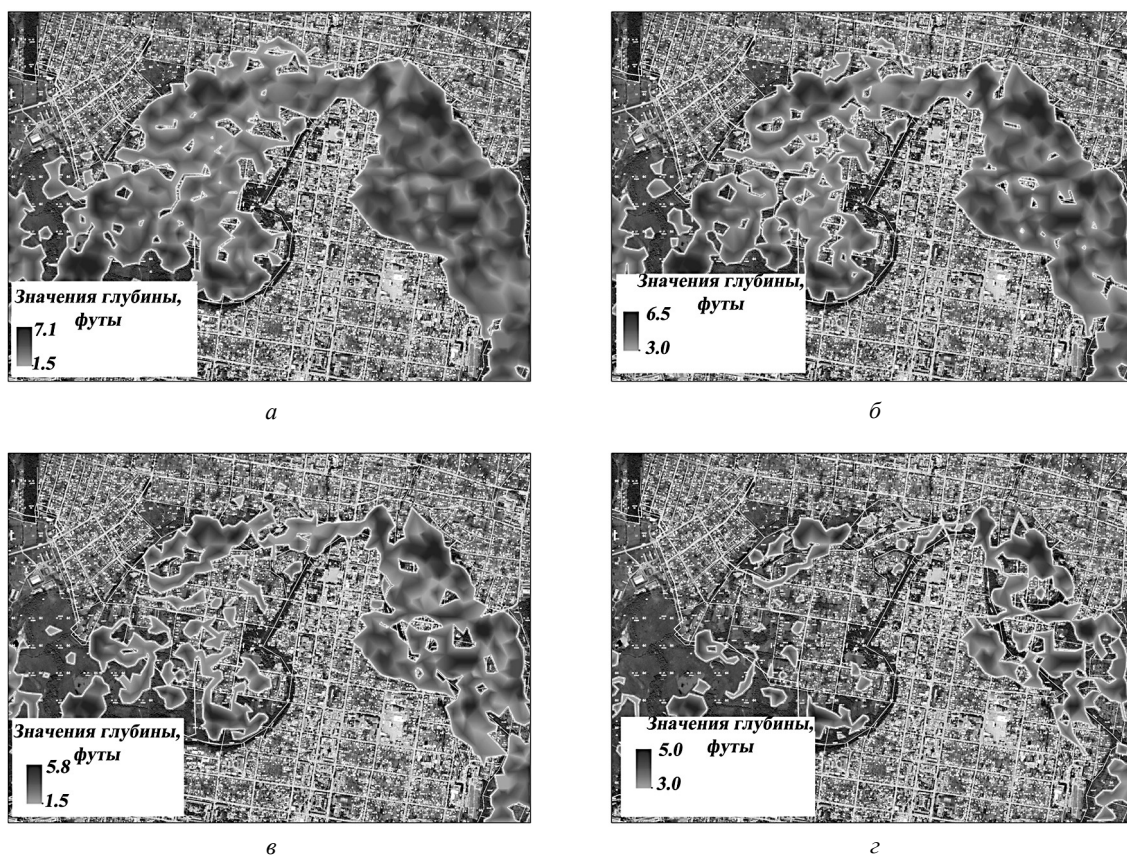 Значения глубины,
футы
7.1
1.5
а
Значения глубины,
футы
6.5
3.0
б
Значения глубины,
футы
5.8
1.5
в
Значения глубины,
футы
5.0
3.0
г